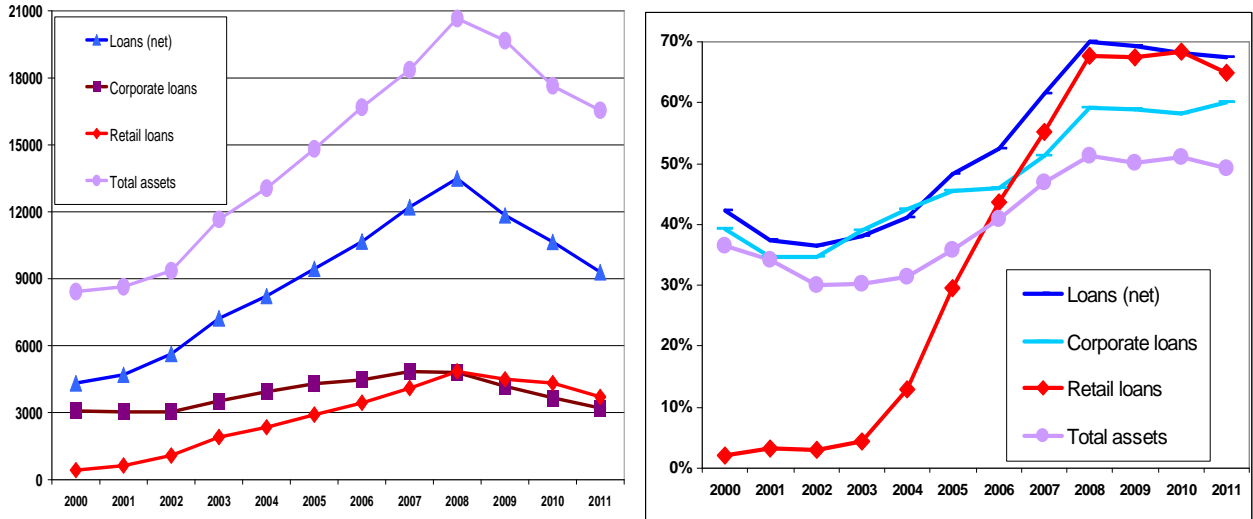 21000
18000
15000
12000
9000
6000
3000
0
Loans (net)
Corporate loans
Retail loans
Total assets
2000 2001 2002 2003 2004 2005 2006 2007 2008 2009 2010 2011
70%
60%
50%
40%
30%
20%
10%
0%
Loans (net)
Corporate loans
Retail loans
Total assets
2000 2001 2002 2003 2004 2005 2006 2007 2008 2009 2010 2011